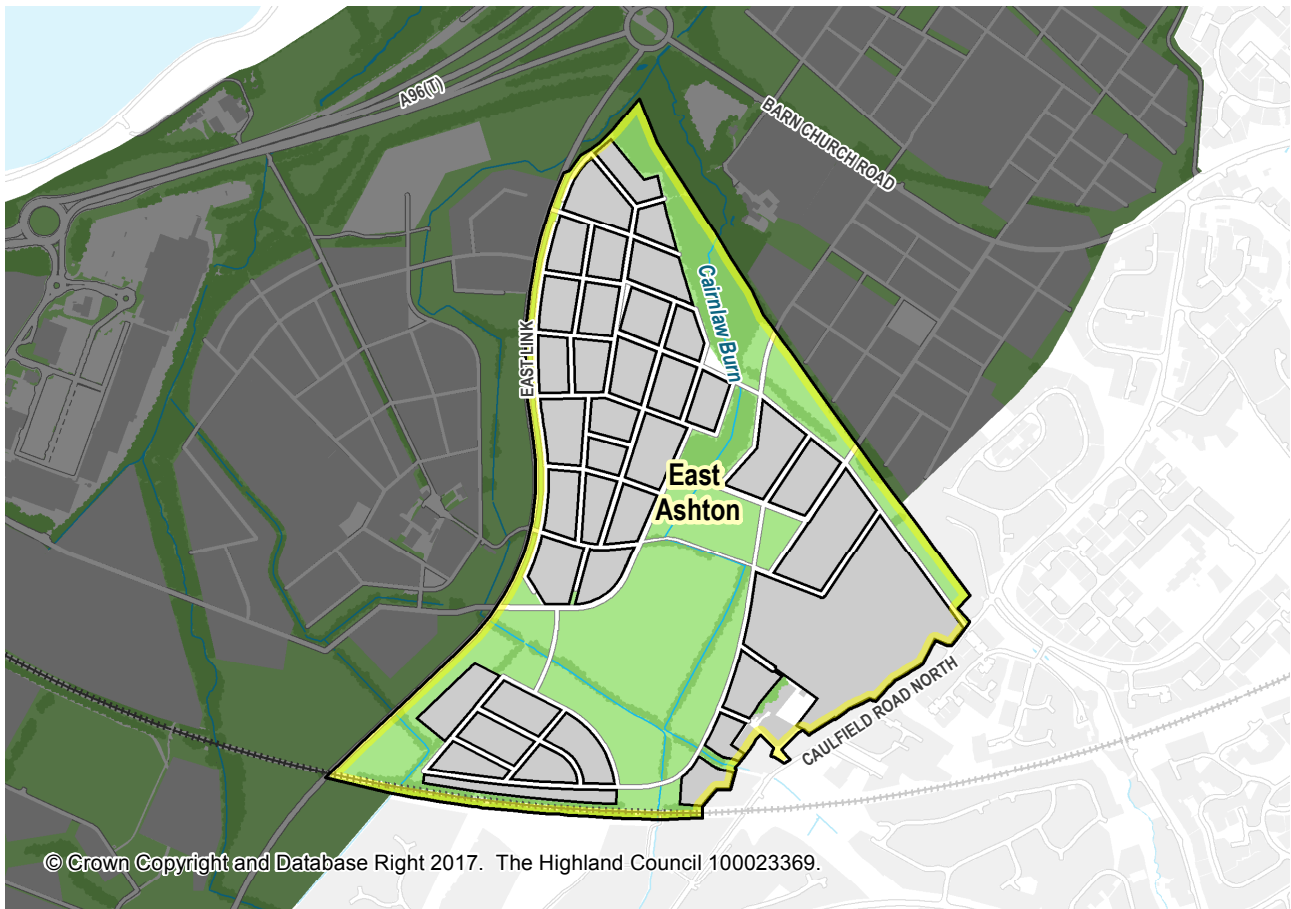 A96(T)
BARN CHURCH ROAD
Cairnlaw Burn
EAST LINK
East
Ashton
CAULFIELD ROAD NORTH
© Crown Copyright and Database Right 2017. The Highland Council 100023369.